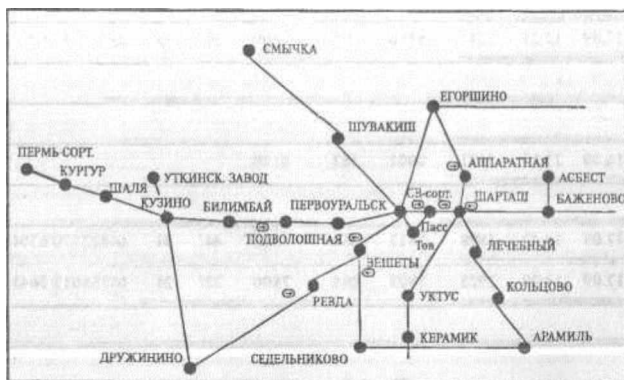 СМЫЧКА
ЕГОРШИНО
ШУВАКИШ
ПЕРМЬ-СОРТ.
КУРГУР
ШАЛЯ
УТКИНСК. ЗАВОД
КУЗИНО
АППАРАТНАЯ
АСБЕСТ
БИЛИМБАЙ
ПЕРВОУРАЛЬСК
СВ-сорт.
ШАРТАШ
БАЖЕНОВО
ПОДВОЛОШНАЯ
Пасс
Тов
ЛЕЧЕБНЫЙ
РЕВДА
УКТУС
КОЛЬЦОВО
ДРУЖИНИНО
СЕДЕЛЬНИКОВО
КЕРАМИК
АРАМИЛЬ